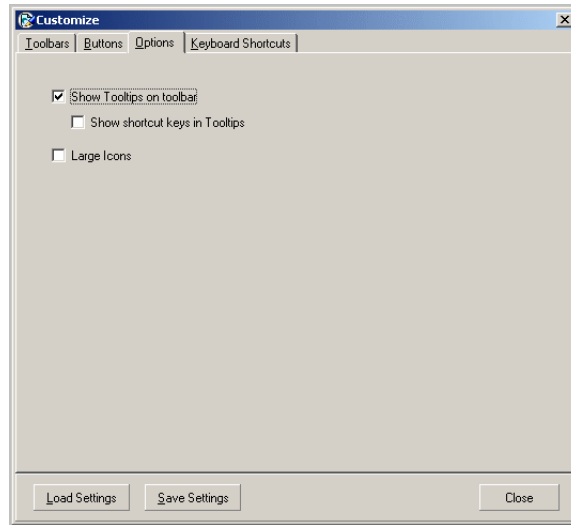 Customize
Toolbars Buttons Options Keyboard Shortcuts
Show Tooltips on toolbar
Show shortcut keys in Tooltips
Large Icons
Load Settings Save Settings Close